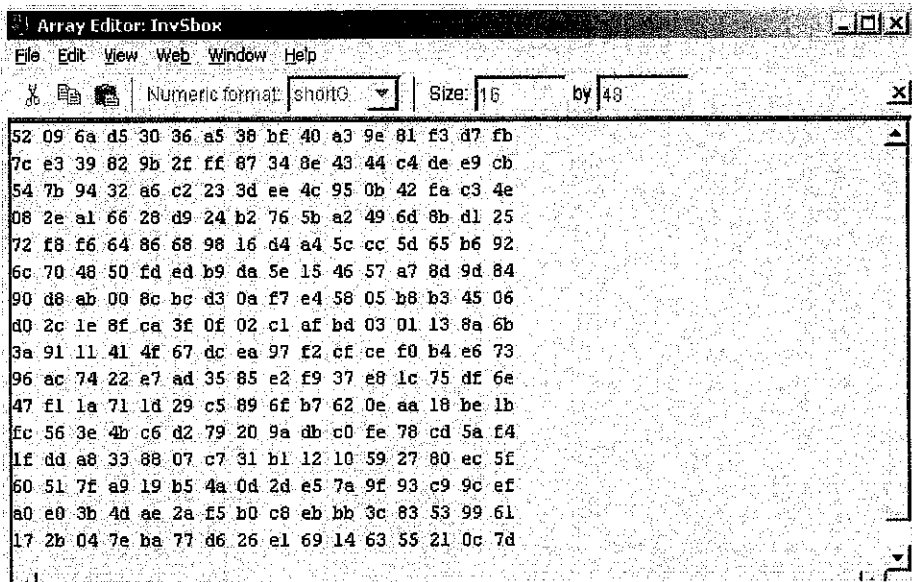 Array Editor: InvSbox
File Edit View Web Window Help
Numeric format: shortG Size: 16 by 48
52 09 6a d5 30 36 a5 38 bf 40 a3 9e 81 f3 d7 fb
7c e3 39 82 9b 2f ff 87 34 8e 43 44 c4 de e9 cb
54 7b 94 32 a6 c2 23 3d ee 4c 95 0b 42 fa c3 4e
08 2e a1 66 28 d9 24 b2 76 5b a2 49 6d 8b d1 25
72 f8 f6 64 86 68 98 16 d4 a4 5c cc 5d 65 b6 92
6c 70 48 50 fd ed b9 da 5e 15 46 57 a7 8d 9d 84
90 d8 ab 00 8c bc d3 0a f7 e4 58 05 b8 b3 45 06
d0 2c 1e 8f ca 3f 0f 02 c1 af bd 03 01 13 8a 6b
3a 91 11 41 4f 67 dc ea 97 f2 cf ce f0 b4 e6 73
96 ac 74 22 e7 ad 35 85 e2 f9 37 e8 1c 75 df 6e
47 f1 1a 71 1d 29 c5 89 6f b7 62 0e aa 18 be 1b
fc 56 3e 4b c6 d2 79 20 9a db c0 fe 78 cd 5a f4
1f dd a8 33 88 07 c7 31 b1 12 10 59 27 80 ec 5f
60 51 7f a9 19 b5 4a 0d 2d e5 7a 9f 93 c9 9c ef
a0 e0 3b 4d ae 2a f5 b0 c8 eb bb 3c 83 53 99 61
17 2b 04 7e ba 77 d6 26 e1 69 14 63 55 21 0c 7d